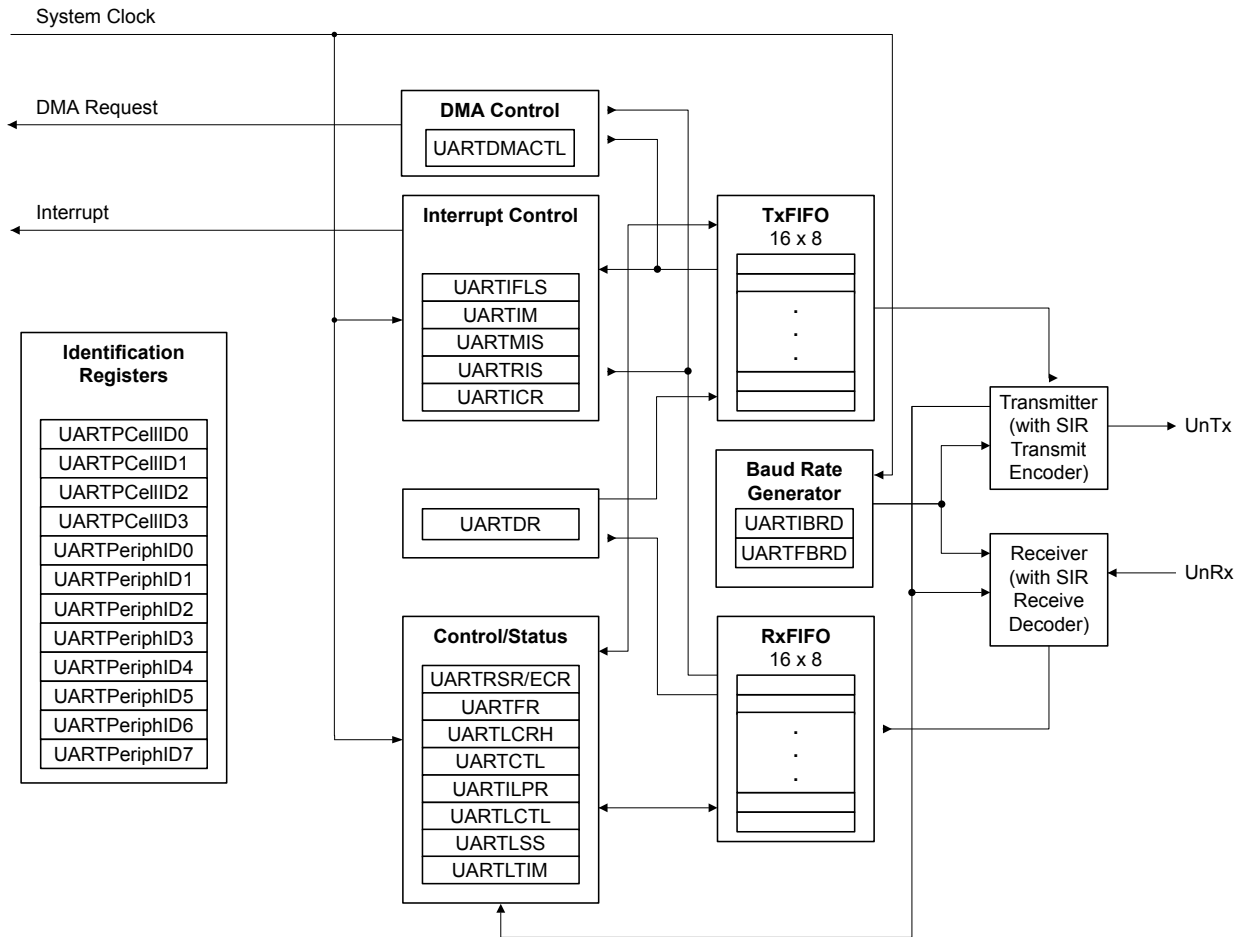 System Clock
DMA Request
Interrupt
DMA Control
UARTDMACTL
Interrupt Control
UARTIFLS
UARTIM
UARTMIS
UARTRIS
UARTICR
TxFIFO
16 x 8
.
.
.
Identification
Registers
UARTPCellID0
UARTPCellID1
UARTPCellID2
UARTPCellID3
UARTPeriphID0
UARTPeriphID1
UARTPeriphID2
UARTPeriphID3
UARTPeriphID4
UARTPeriphID5
UARTPeriphID6
UARTPeriphID7
UARTDR
Baud Rate
Generator
UARTIBRD
UARTFBRD
Transmitter
(with SIR
Transmit
Encoder)
UnTx
Receiver
(with SIR
Receive
Decoder)
UnRx
Control/Status
UARTRSR/ECR
UARTFR
UARTLCRH
UARTCTL
UARTILPR
UARTLCTL
UARTLSS
UARTLTIM
RxFIFO
16 x 8
.
.
.